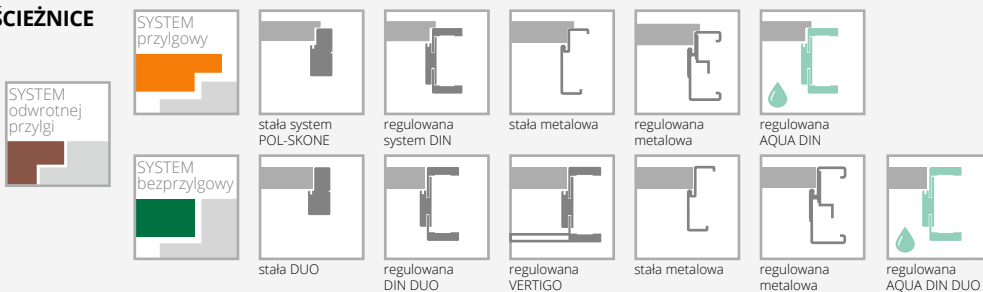 ŚCIEŻNICE
SYSTEM
odwrotnej
przylgi
SYSTEM
przylgowy
stała system
POL-SKONE
regulowana
system DIN
stała metalowa
regulowana
metalowa
regulowana
AQUA DIN
SYSTEM
bezprzylgowy
stała DUO
regulowana
DIN DUO
regulowana
VERTIGO
stała metalowa
regulowana
metalowa
regulowana
AQUA DIN DUO